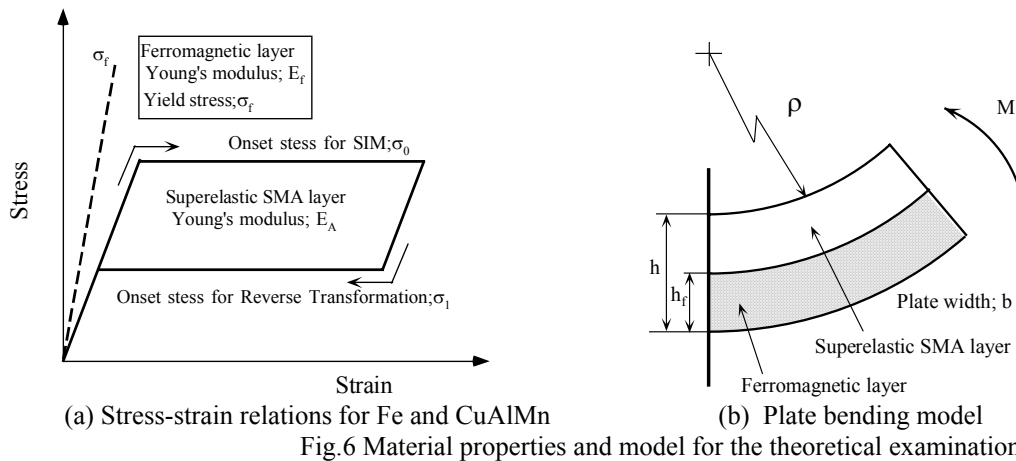 Stress
σf
Ferromagnetic layer
Young's modulus; Ef
Yield stress;σf
Onset stess for SIM;σ0
Superelastic SMA layer
Young's modulus; EA
Onset stess for Reverse Transformation;σ1
Strain
(a) Stress-strain relations for Fe and CuAlMn
ρ
M
h
hf
Plate width; b
Superelastic SMA layer
Ferromagnetic layer
(b) Plate bending model
Fig.6 Material properties and model for the theoretical examination